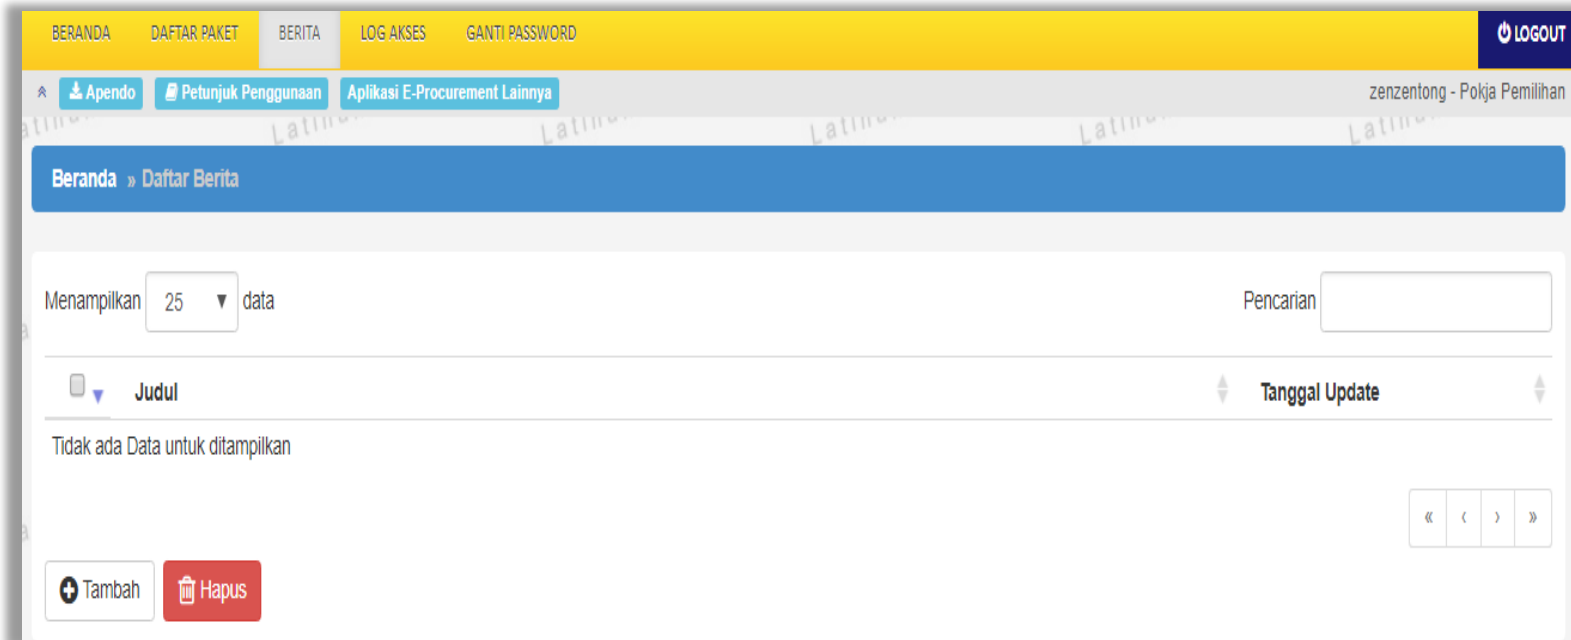 BERANDA DAFTAR PAKET BERITA LOG AKSES GANTI PASSWORD LOGOUT
Apendo Petunjuk Penggunaan Aplikasi E-Procurement Lainnya zenzentong - Pokja Pemilihan
Beranda » Daftar Berita
Menampilkan 25 data Pencarian
Judul Tanggal Update
Tidak ada Data untuk ditampilkan
« ‹ › »
Tambah Hapus